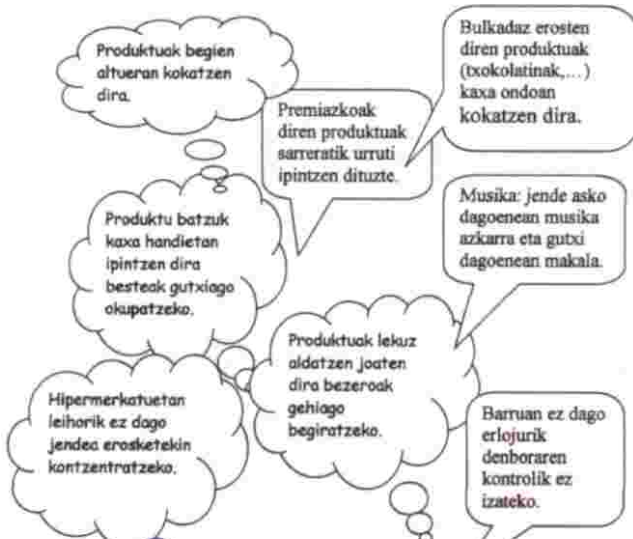 Produktuak begien
altueran kokatzen
dira.
Bulkadaz erosten
diren produktuak
(txokolatinak,...)
kaxa ondoan
kokatzen dira.
Premiazkoak
diren produktuak
sarreratik urruti
ipintzen dituzte.
Produktu batzuk
kaxa handietan
ipintzen dira
besteak gutxiago
okupatzeko.
Musika: jende asko
dagoenean musika
azkarra eta gutxi
dagoenean makala.
Produktuak lekuz
aldatzen joaten
dira bezeroak
gehiago
begiratzeko.
Hipermerkatuetan
leihorik ez dago
jendea erosketekin
kontzentratzeko.
Barruan ez dago
erlojurik
denboraren
kontrolik ez
izateko.